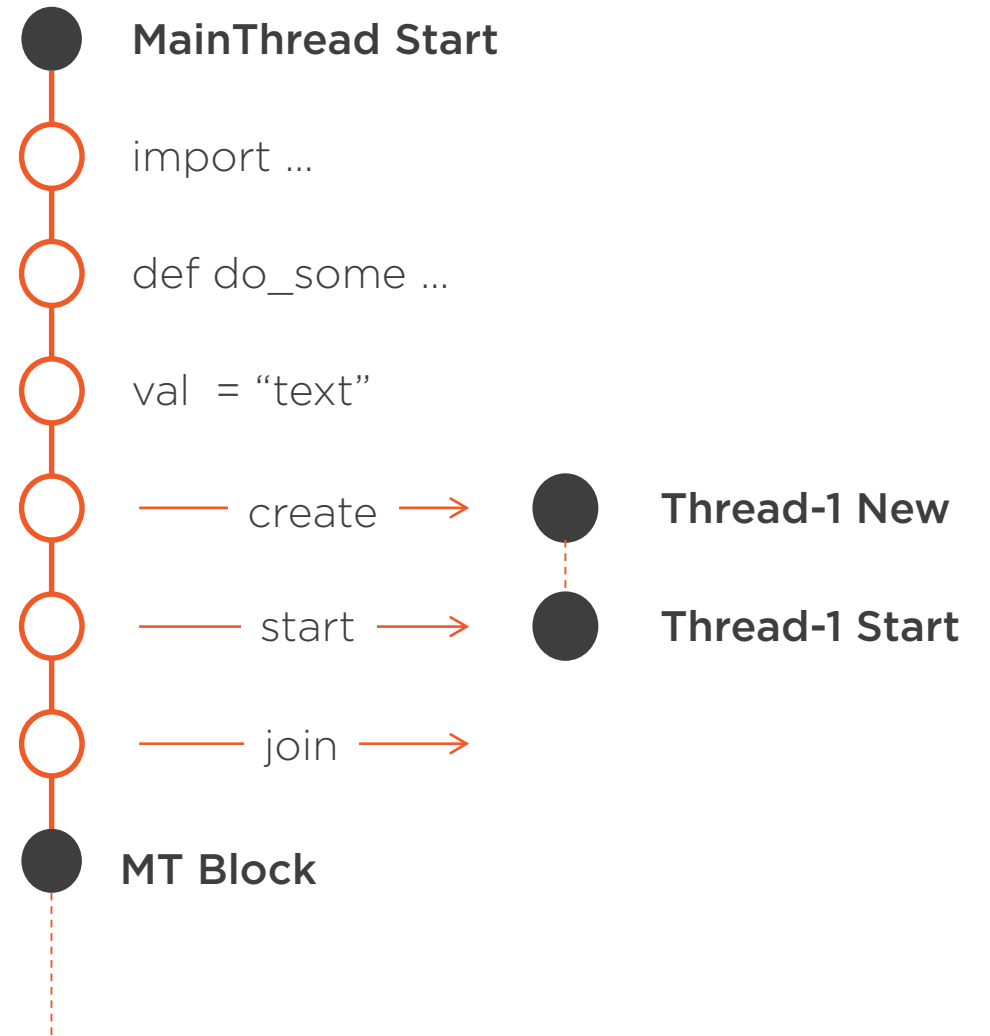 MainThread Start
import ...
def do_some ...
val  = “text”
create
Thread-1 New
start
Thread-1 Start
join
MT Block